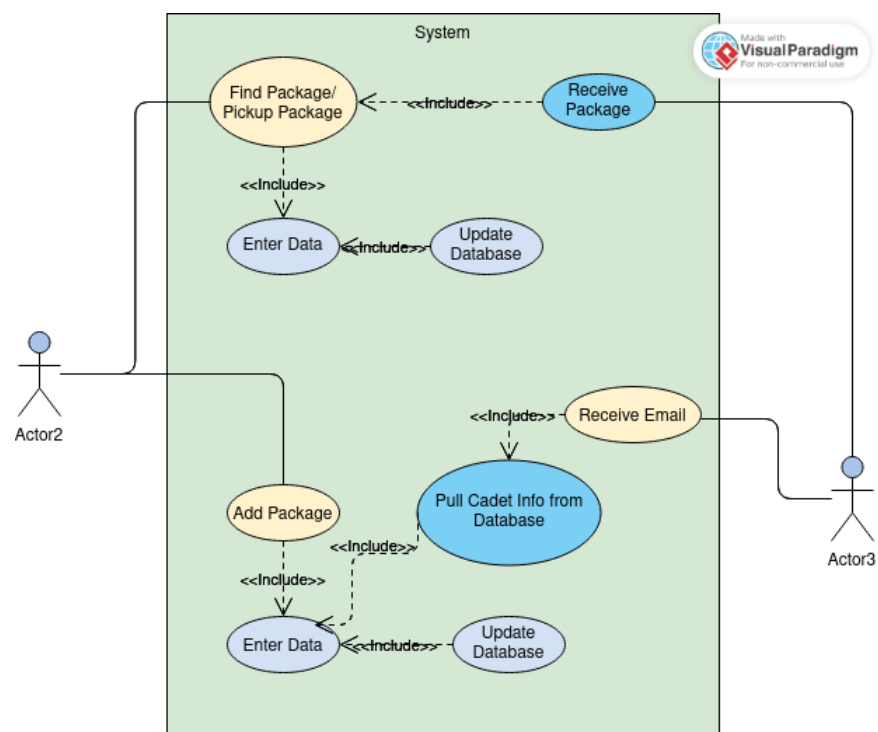 System
Made with
VisualParadigm
For non-commercial use
Find Package/
Pickup Package
<<Include>>
Receive
Package
<<Include>>
Enter Data
<<Include>>
Update
Database
Actor2
<<Include>>
Receive Email
Pull Cadet Info from
Database
Add Package
<<Include>>
Actor3
<<Include>>
Enter Data
<<Include>>
Update
Database